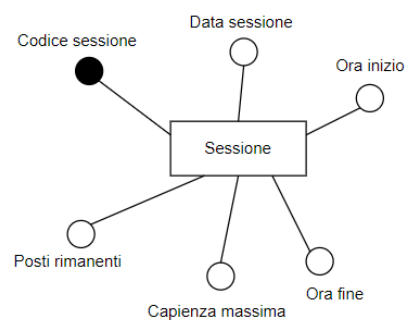 Data sessione
Codice sessione
Ora inizio
Sessione
Posti rimanenti
Ora fine
Capienza massima